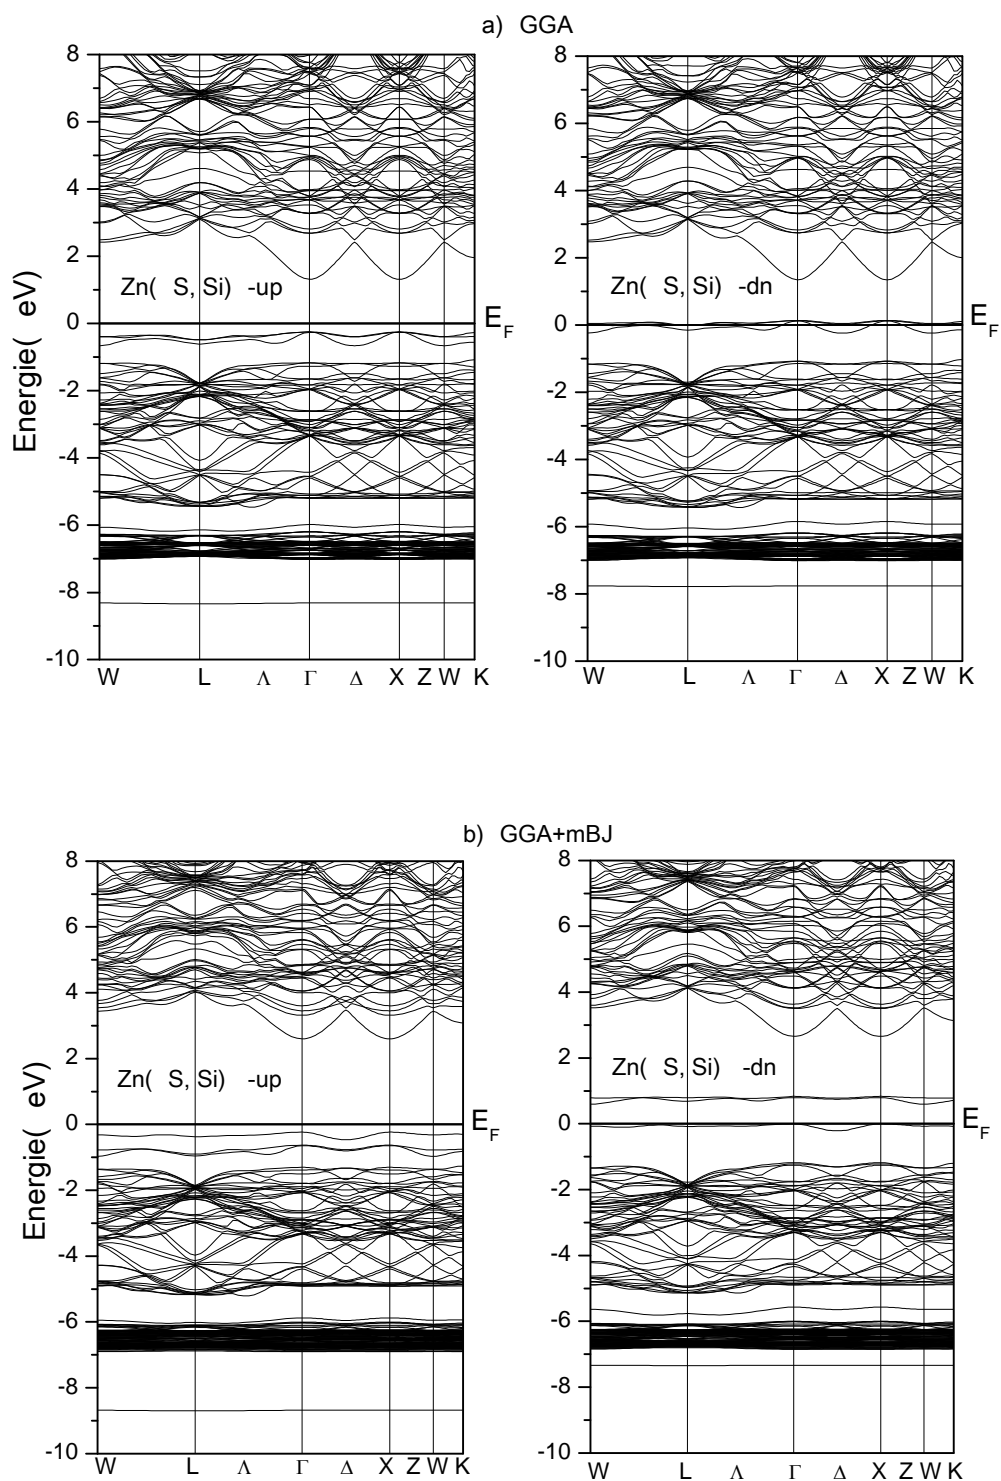 a) GGA
8
6
4
2
0
-2
-4
-6
-8
-10
Energie( eV)
Zn( S, Si) -up
E_F
W L Λ Γ Δ X Z W K
8
6
4
2
0
-2
-4
-6
-8
-10
Zn( S, Si) -dn
E_F
W L Λ Γ Δ X Z W K
b) GGA+mBJ
8
6
4
2
0
-2
-4
-6
-8
-10
Energie( eV)
Zn( S, Si) -up
E_F
W L Λ Γ Δ X Z W K
8
6
4
2
0
-2
-4
-6
-8
-10
Zn( S, Si) -dn
E_F
W L Λ Γ Δ X Z W K